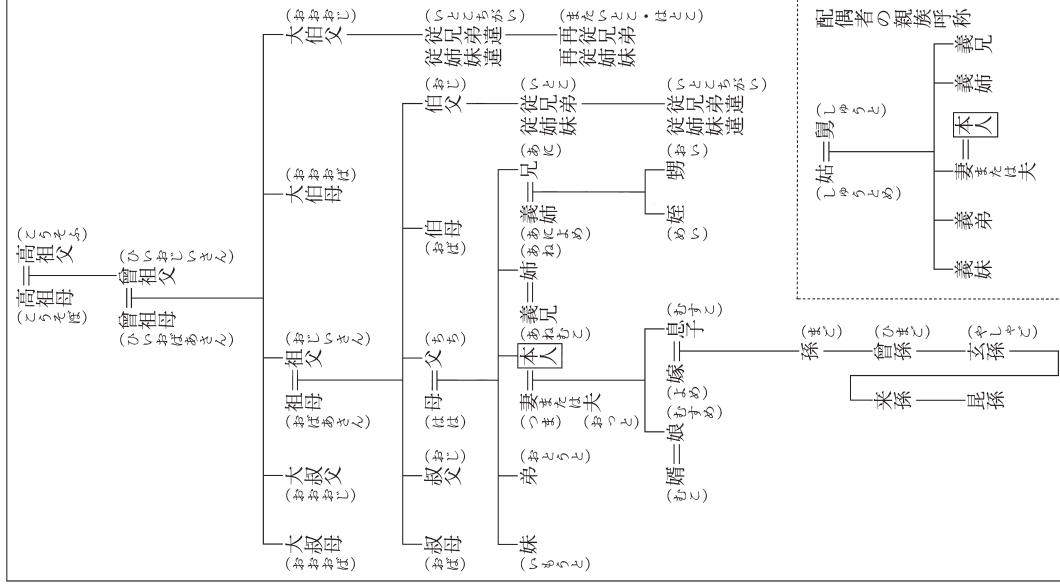 高祖父
(こうそふ)
高祖母
(こうそぼ)
曾祖父
(ひいおじいさん)
曾祖母
(ひいおばあさん)
大伯父
(おおおじ)
大伯母
(おおおば)
祖父
(おじいさん)
祖母
(おばあさん)
大叔父
(おおおじ)
大叔母
(おおおば)
従兄弟違
従姉妹違
(いとこちがい)
伯父
(おじ)
伯母
(おば)
父
(ちち)
母
(はは)
叔父
(おじ)
叔母
(おば)
再従兄弟
再従姉妹
(またいとこ・はとこ)
従兄弟
従姉妹
(いとこ)
兄
(あに)
義姉
(あによめ)
姉
(あね)
義兄
(あねむこ)
本人
妻または夫
(つま)
(おっと)
弟
(おとうと)
妹
(いもうと)
従兄弟違
従姉妹違
(いとこちがい)
甥
(おい)
姪
(めい)
息子
(むすこ)
嫁
(よめ)
娘
(むすめ)
婿
(むこ)
孫
(まご)
曾孫
(ひまご)
玄孫
(やしゃご)
来孫
昆孫
配偶者の親族呼称
舅
(しゅうと)
姑
(しゅうとめ)
義兄
義姉
本人
妻または夫
義弟
義妹